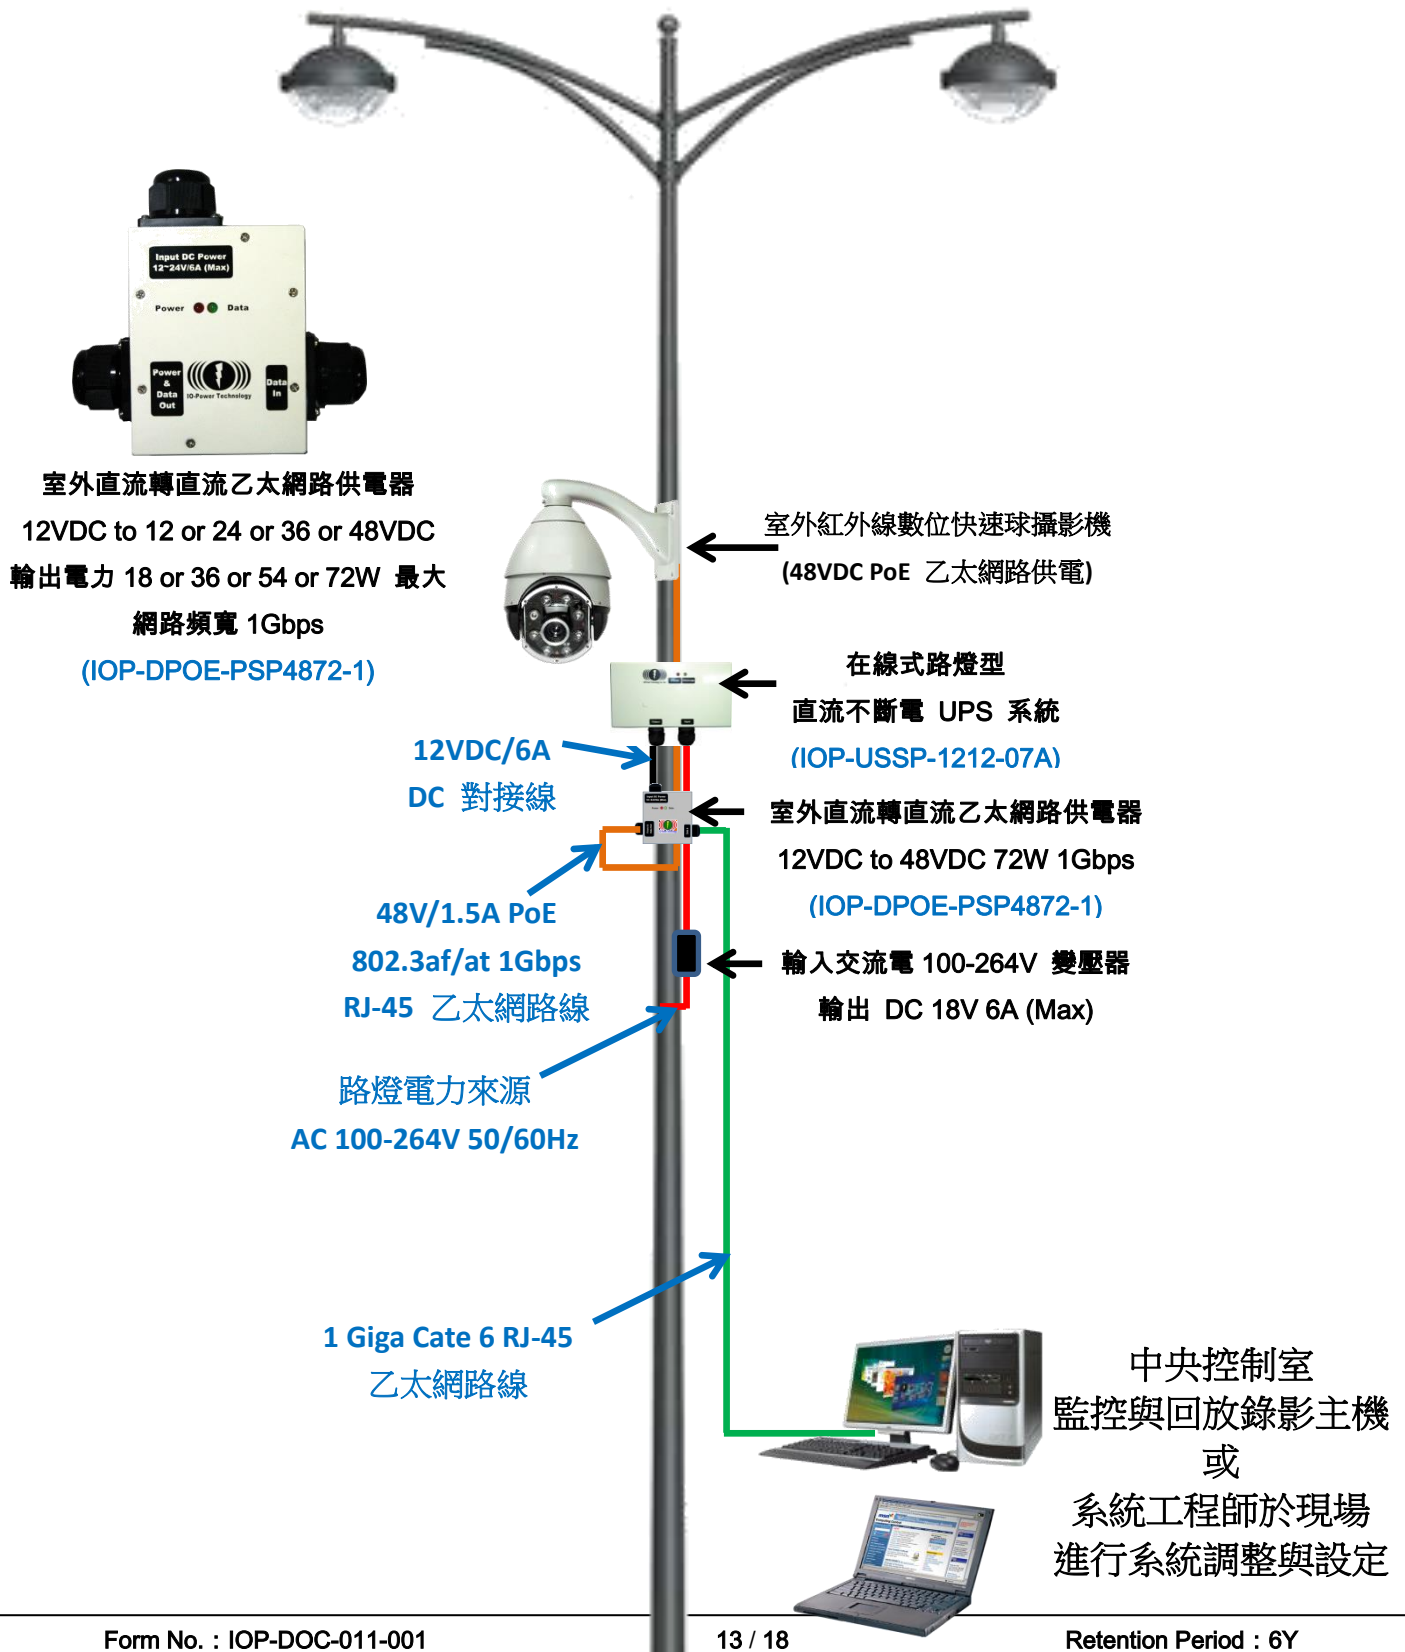 Input DC Power
12~24V/6A (Max)
Power
Data
Power
&
Data
Out
IO-Power Technology
Data
In
室外直流轉直流乙太網路供電器
12VDC to 12 or 24 or 36 or 48VDC
輸出電力 18 or 36 or 54 or 72W 最大
網路頻寬 1Gbps
(IOP-DPOE-PSP4872-1)
室外紅外線數位快速球攝影機
(48VDC PoE 乙太網路供電)
在線式路燈型
直流不斷電 UPS 系統
(IOP-USSP-1212-07A)
12VDC/6A
DC 對接線
室外直流轉直流乙太網路供電器
12VDC to 48VDC 72W 1Gbps
(IOP-DPOE-PSP4872-1)
48V/1.5A PoE
802.3af/at 1Gbps
RJ-45 乙太網路線
輸入交流電 100-264V 變壓器
輸出 DC 18V 6A (Max)
路燈電力來源
AC 100-264V 50/60Hz
1 Giga Cate 6 RJ-45
乙太網路線
中央控制室
監控與回放錄影主機
或
系統工程師於現場
進行系統調整與設定
Form No.：IOP-DOC-011-001
13 / 18
Retention Period：6Y